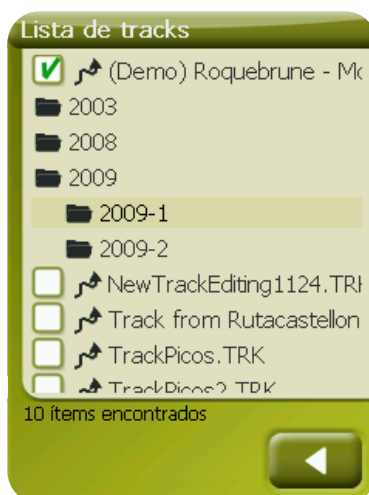 Lista de tracks
(Demo) Roquebrune - Mo
2003
2008
2009
2009-1
2009-2
NewTrackEditing1124.TRK
Track from Rutacastellon
TrackPicos.TRK
TrackPicos2.TRK
10 ítems encontrados